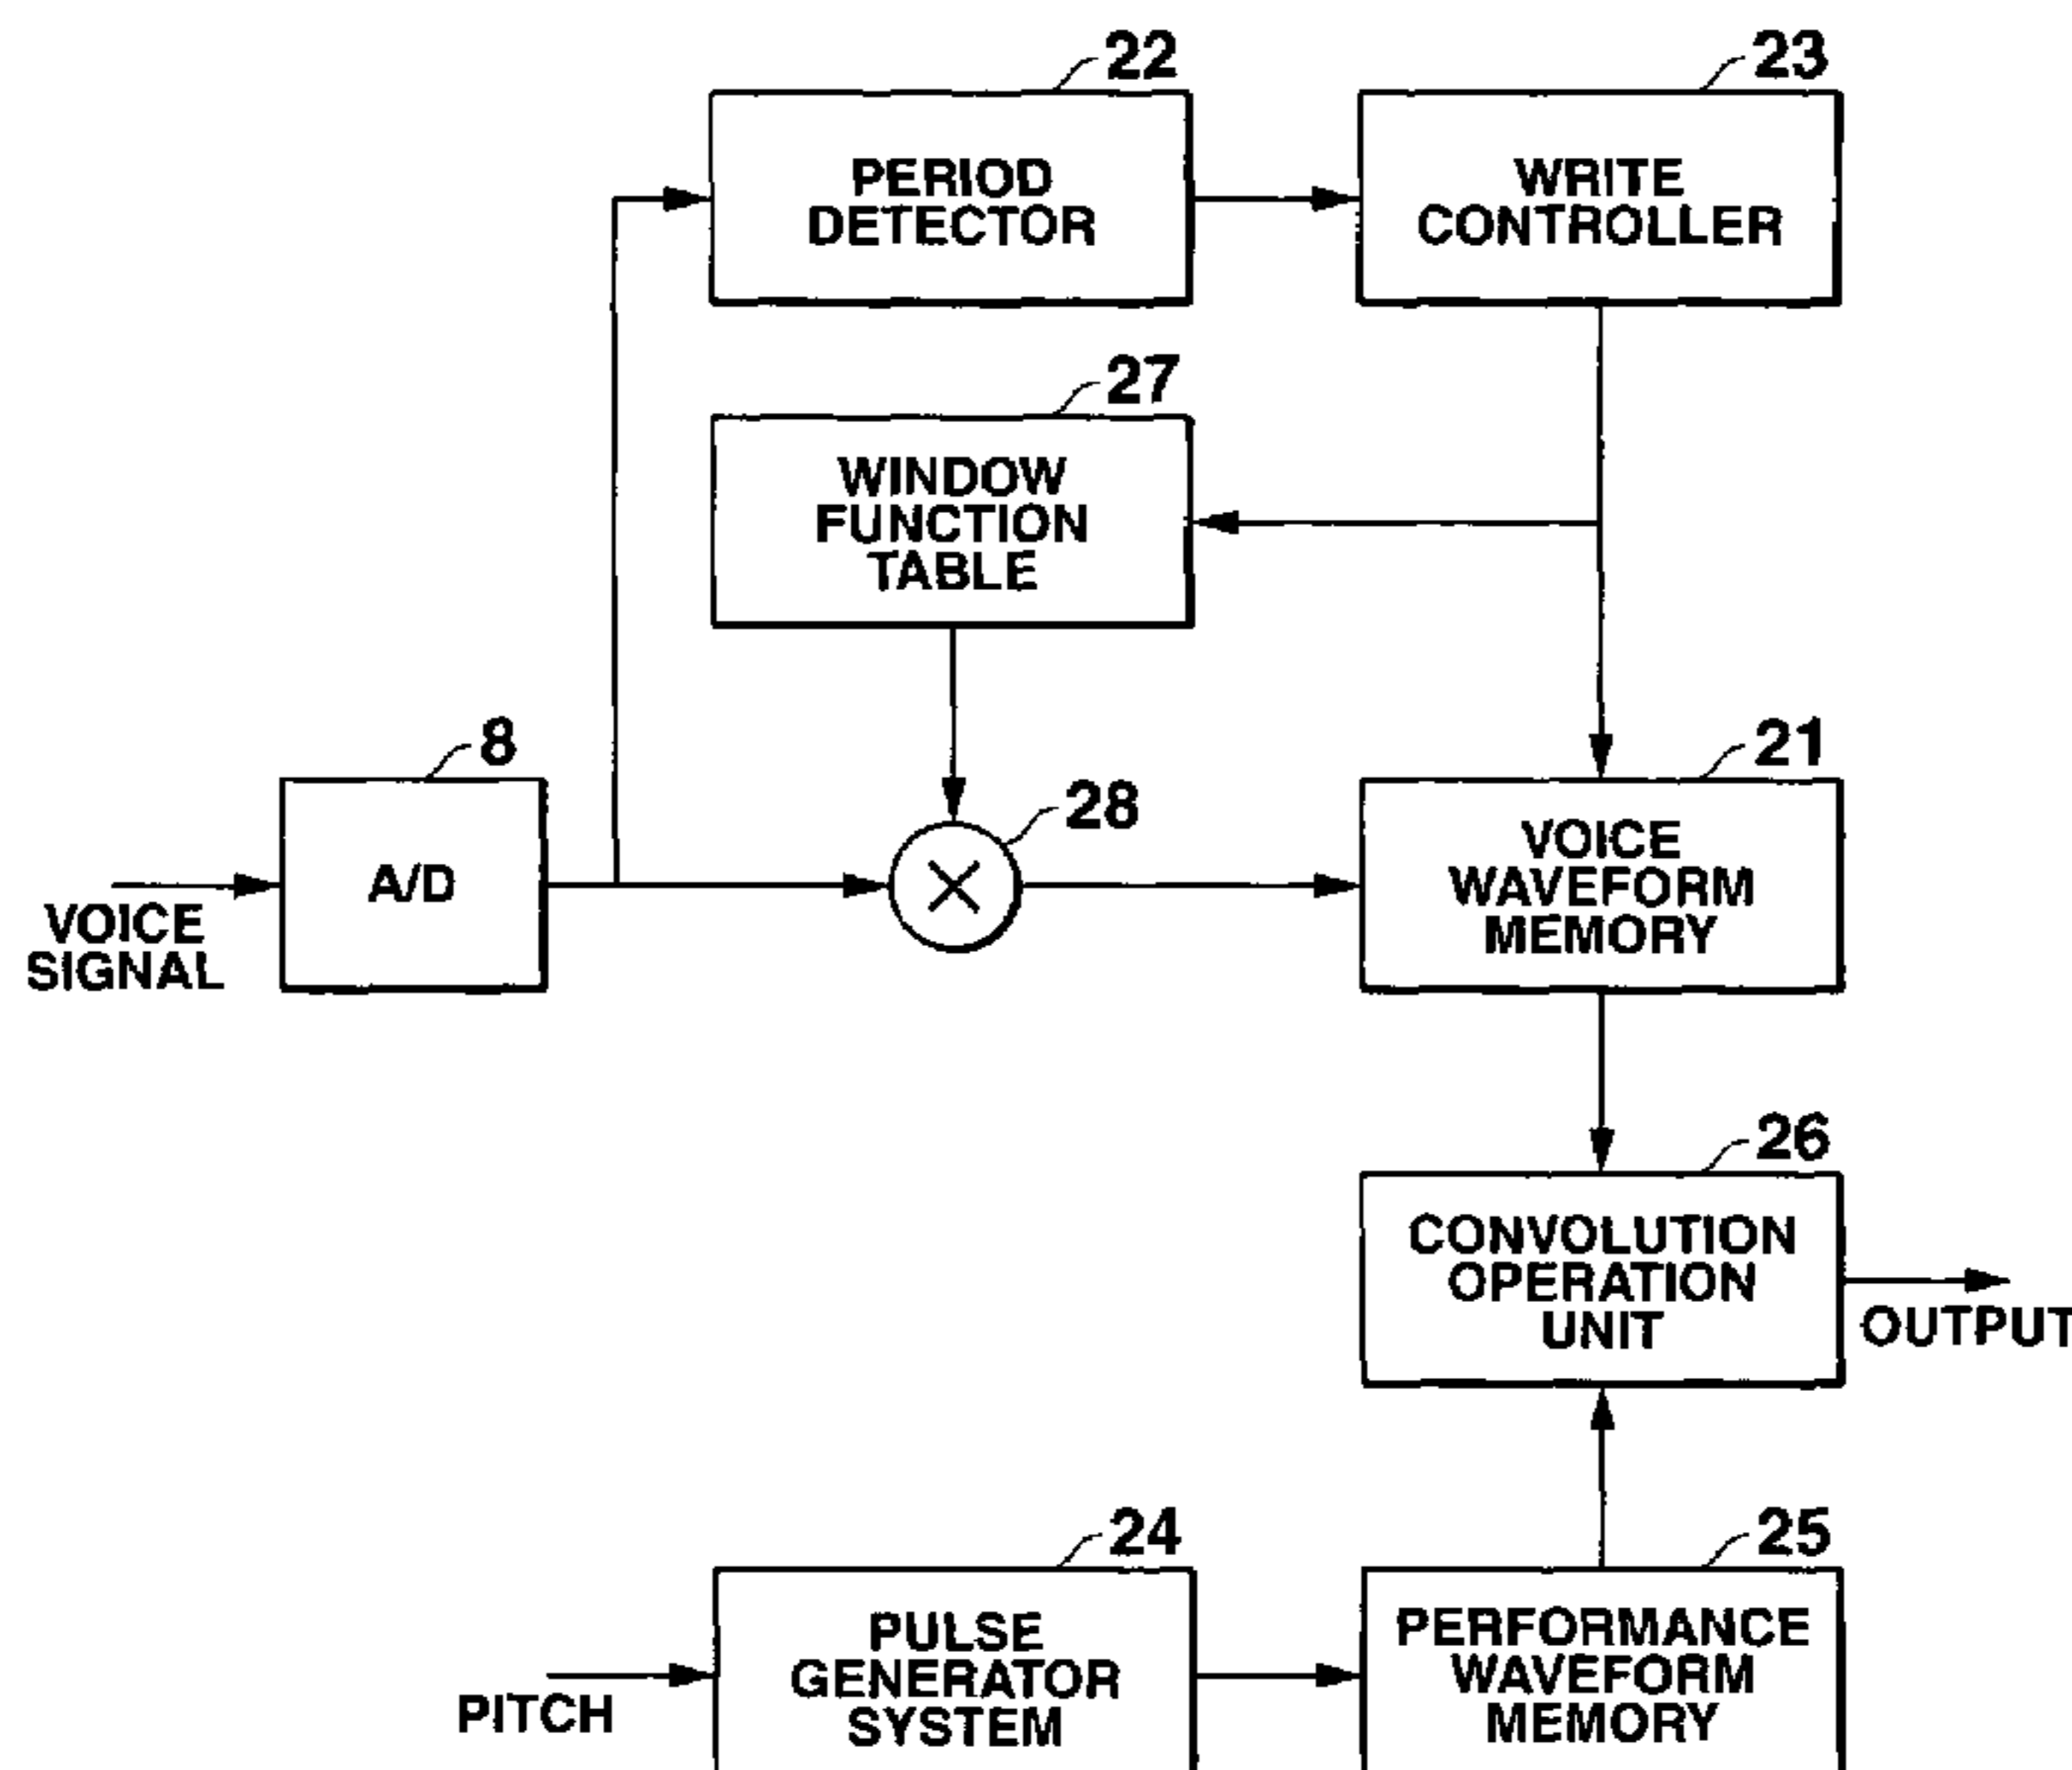 22
23
PERIOD
DETECTOR
WRITE
CONTROLLER
27
WINDOW
FUNCTION
TABLE
8
28
21
A/D
VOICE
SIGNAL
VOICE
WAVEFORM
MEMORY
26
CONVOLUTION
OPERATION
UNIT
OUTPUT
24
25
PULSE
GENERATOR
SYSTEM
PERFORMANCE
WAVEFORM
MEMORY
PITCH